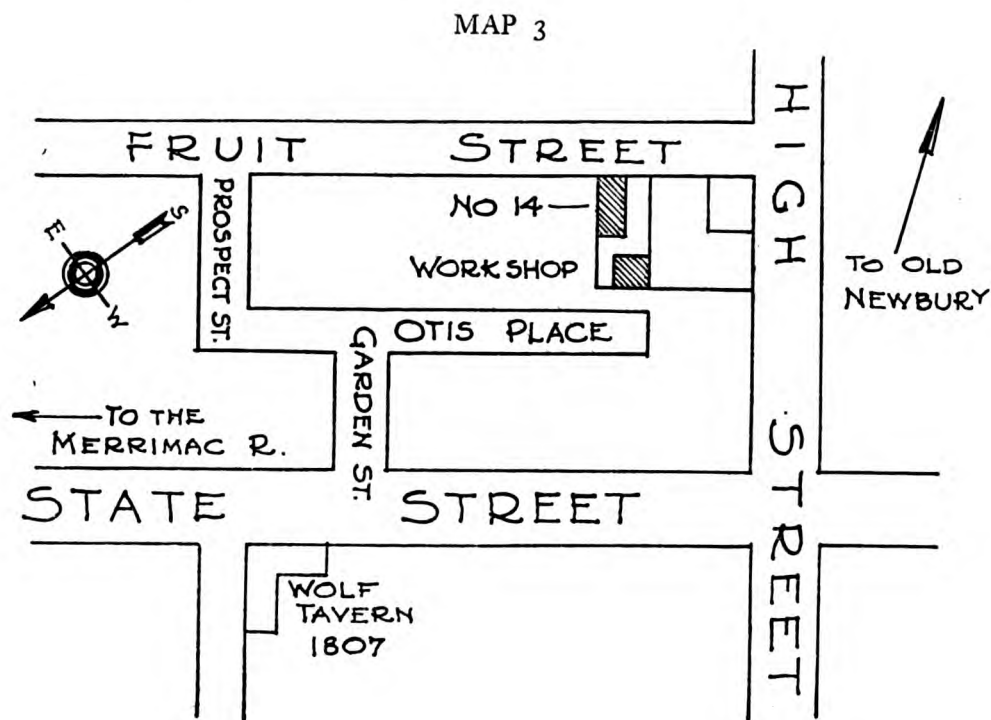 MAP 3
FRUIT STREET
HIGH STREET
PROSPECT ST.
NO 14
WORKSHOP
TO OLD
NEWBURY
S
E
W
OTIS PLACE
GARDEN ST.
TO THE
MERRIMAC R.
STATE STREET
WOLF
TAVERN
1807